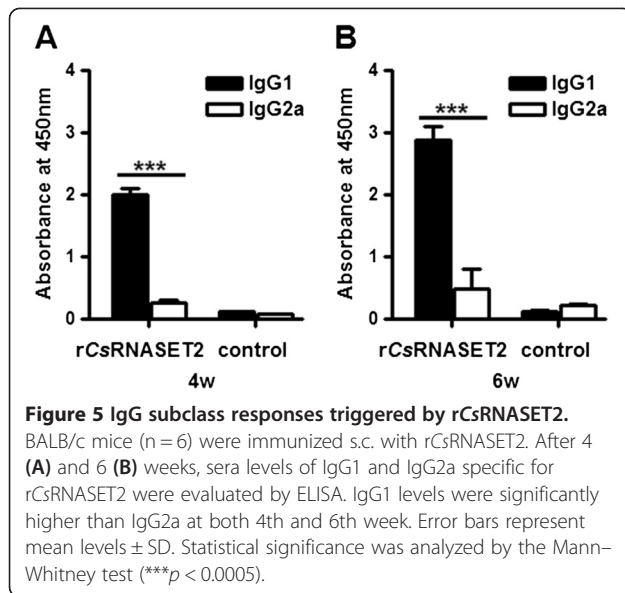 A
B
4
3
2
1
0
Absorbance at 450nm
IgG1
IgG2a
***
rCsRNASET2 control
4w
4
3
2
1
0
Absorbance at 450nm
IgG1
IgG2a
***
rCsRNASET2 control
6w
Figure 5 IgG subclass responses triggered by rCsRNASET2.
BALB/c mice (n = 6) were immunized s.c. with rCsRNASET2. After 4
(A) and 6 (B) weeks, sera levels of IgG1 and IgG2a specific for
rCsRNASET2 were evaluated by ELISA. IgG1 levels were significantly
higher than IgG2a at both 4th and 6th week. Error bars represent
mean levels ± SD. Statistical significance was analyzed by the Mann–
Whitney test (***p < 0.0005).